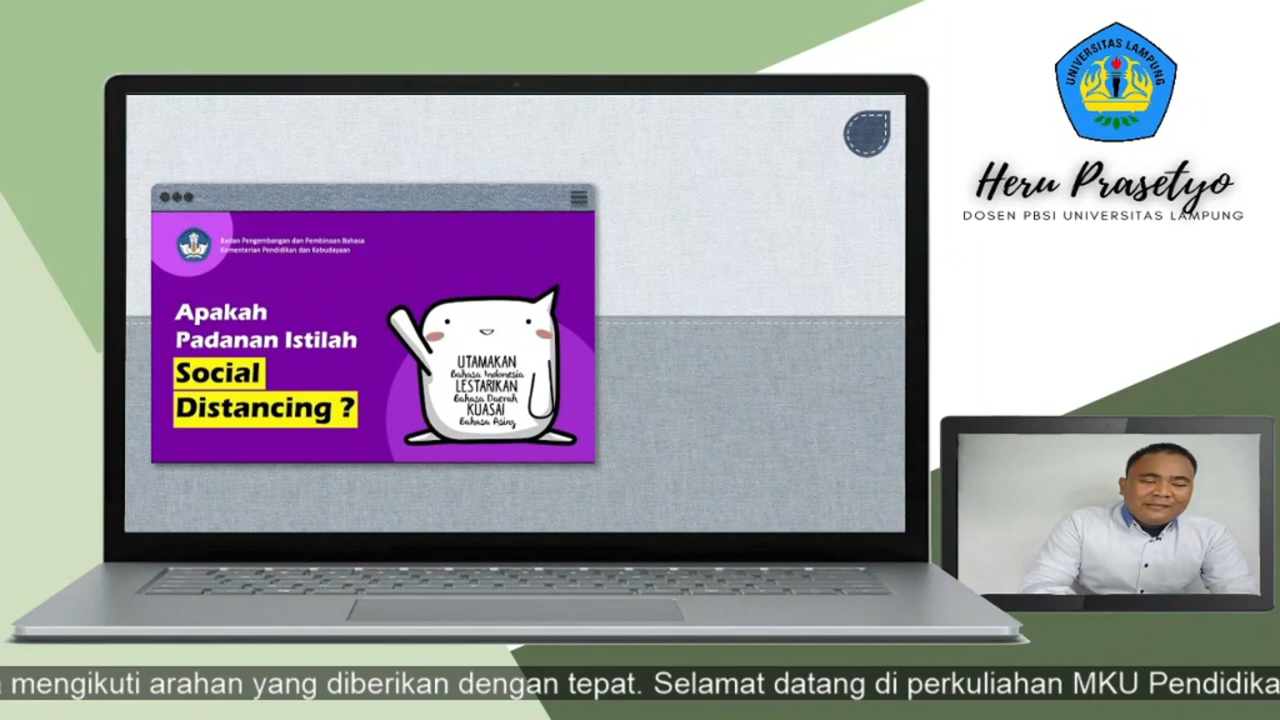 UNIVERSITAS LAMPUNG
Heru Prasetyo
DOSEN PBSI UNIVERSITAS LAMPUNG
Badan Pengembangan dan Pembinaan Bahasa
Kementerian Pendidikan dan Kebudayaan
Apakah
Padanan Istilah
Social
Distancing ?
UTAMAKAN
Bahasa Indonesia
LESTARIKAN
Bahasa Daerah
KUASAI
Bahasa Asing
mengikuti arahan yang diberikan dengan tepat. Selamat datang di perkuliahan MKU Pendidika